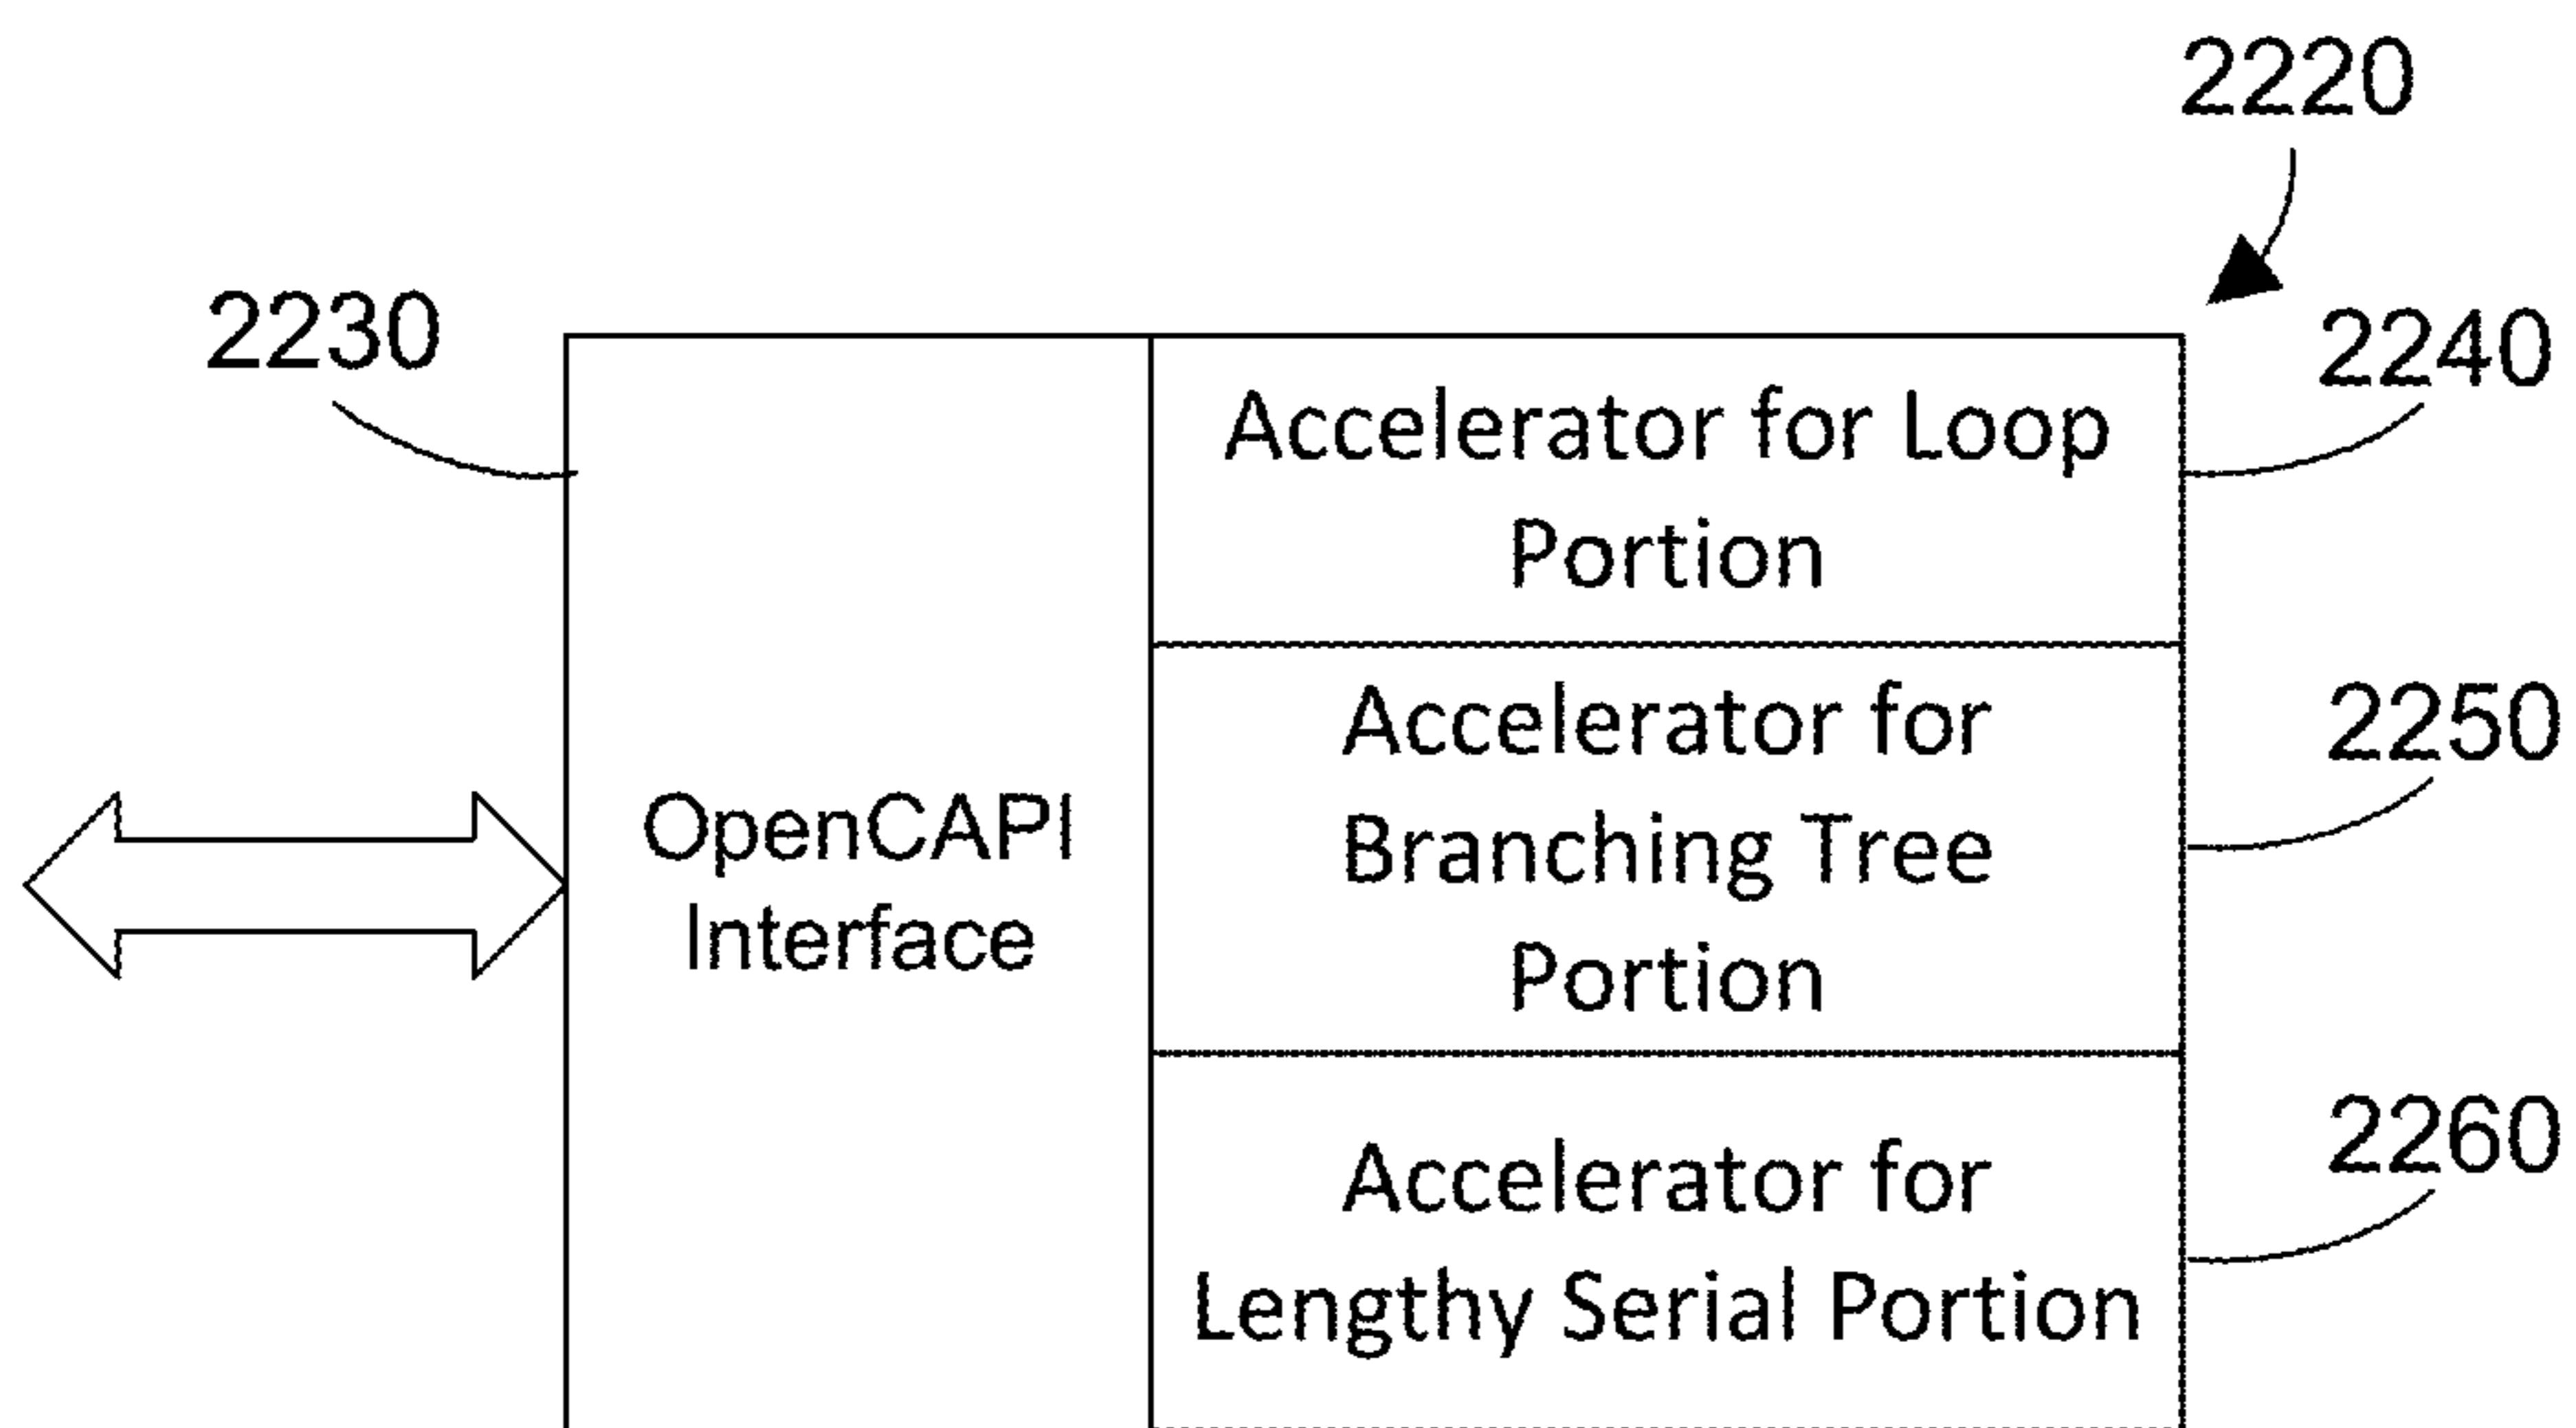 2220
2230
2240
Accelerator for Loop
Portion
2250
Accelerator for
Branching Tree
Portion
OpenCAPI
Interface
2260
Accelerator for
Lengthy Serial Portion